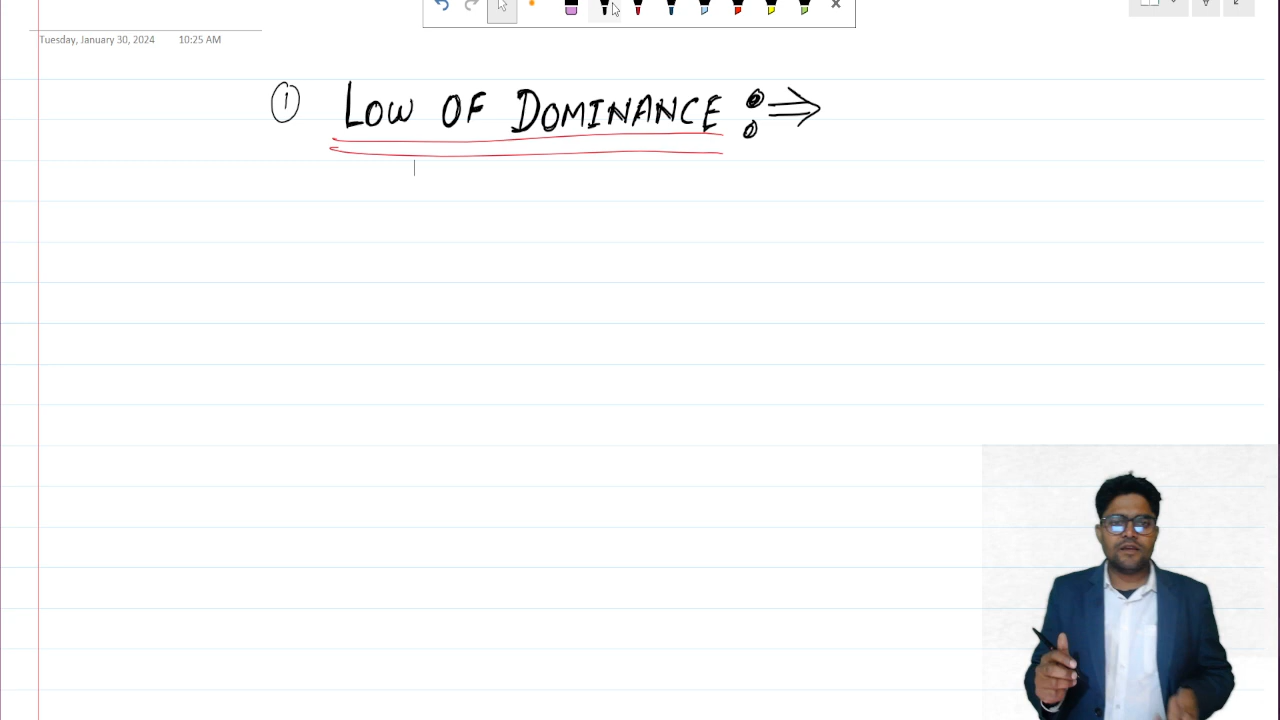 Tuesday, January 30, 2024 10:25 AM
① LOW OF DOMINANCE :⇒